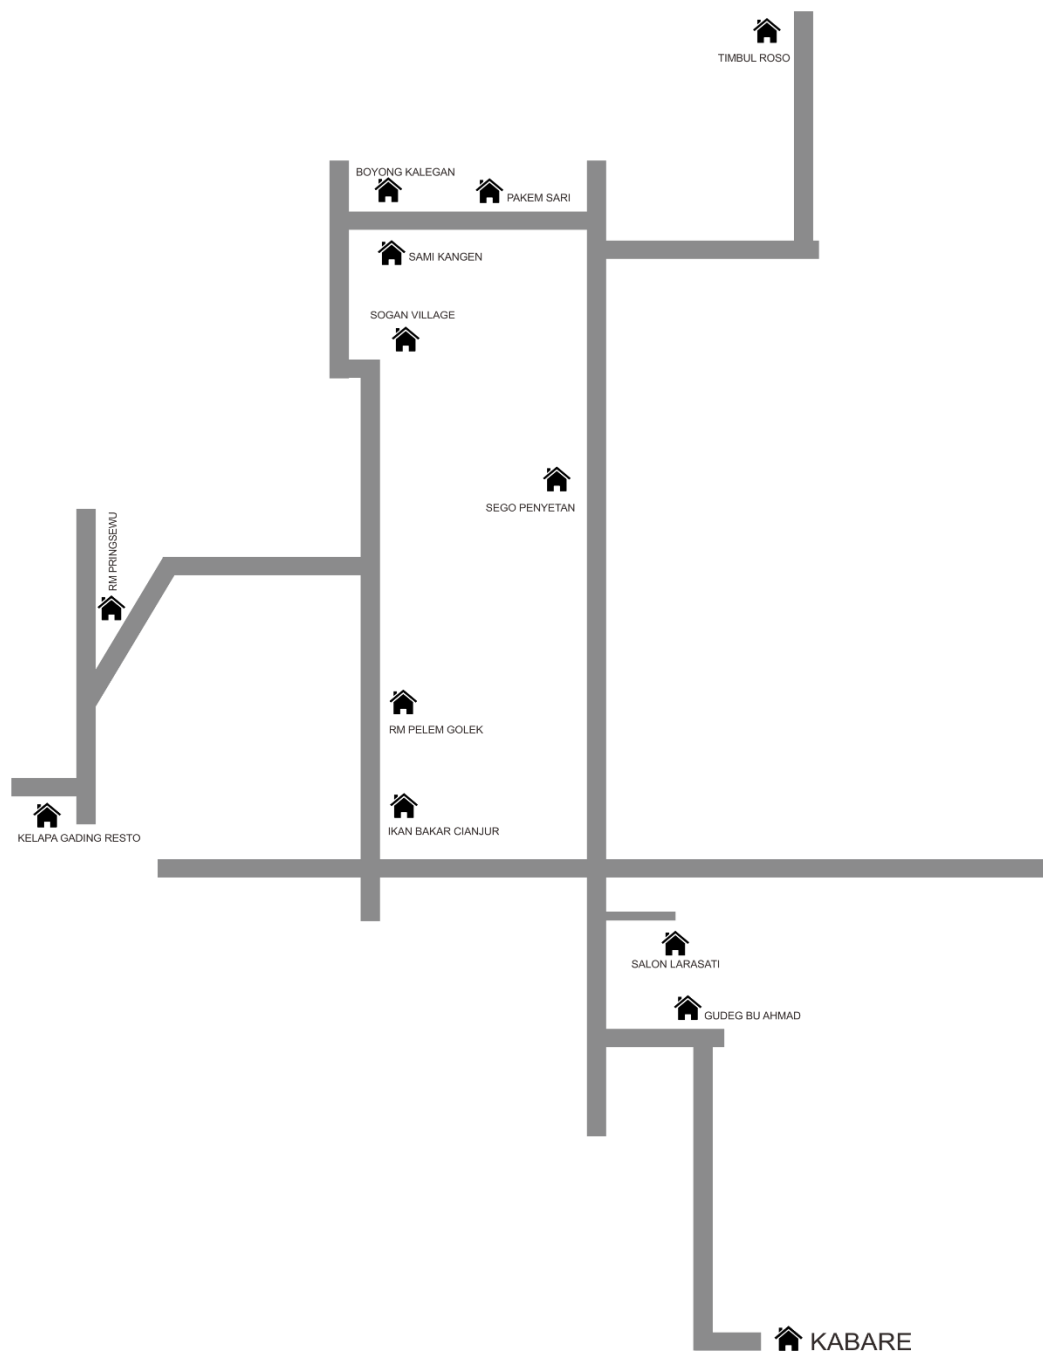 TIMBUL ROSO
BOYONG KALEGAN
PAKEM SARI
SAMI KANGEN
SOGAN VILLAGE
SEGO PENYETAN
RM PRINGSEWU
RM PELEM GOLEK
IKAN BAKAR CIANJUR
KELAPA GADING RESTO
SALON LARASATI
GUDEG BU AHMAD
KABARE